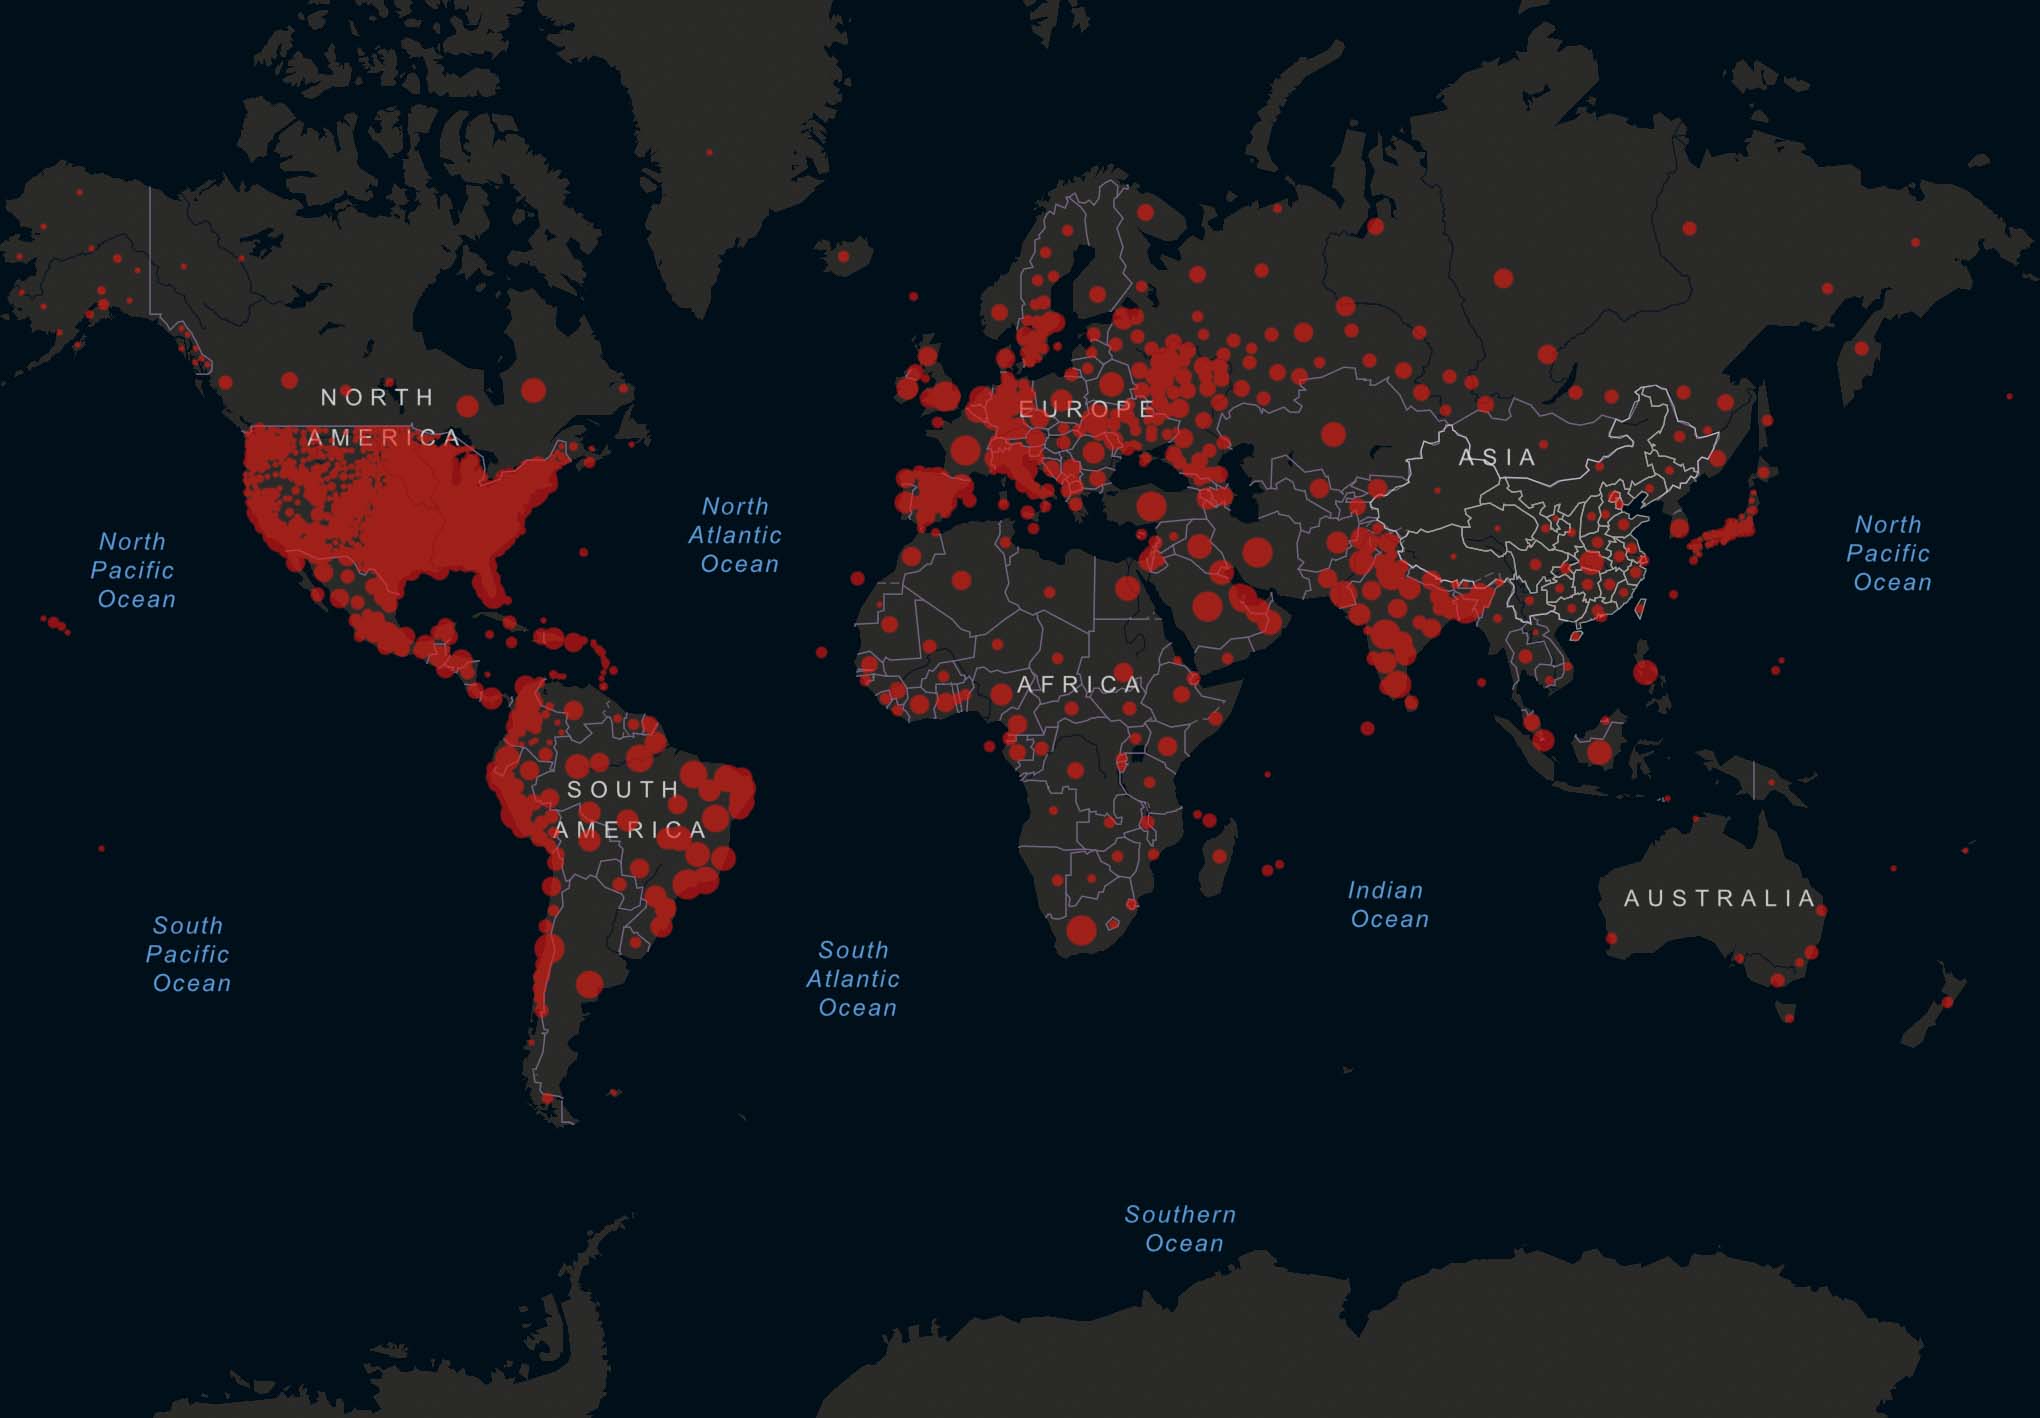 NORTH
AMERICA
EUROPE
ASIA
North
Atlantic
Ocean
North
Pacific
Ocean
North
Pacific
Ocean
AFRICA
SOUTH
AMERICA
Indian
Ocean
AUSTRALIA
South
Pacific
Ocean
South
Atlantic
Ocean
Southern
Ocean